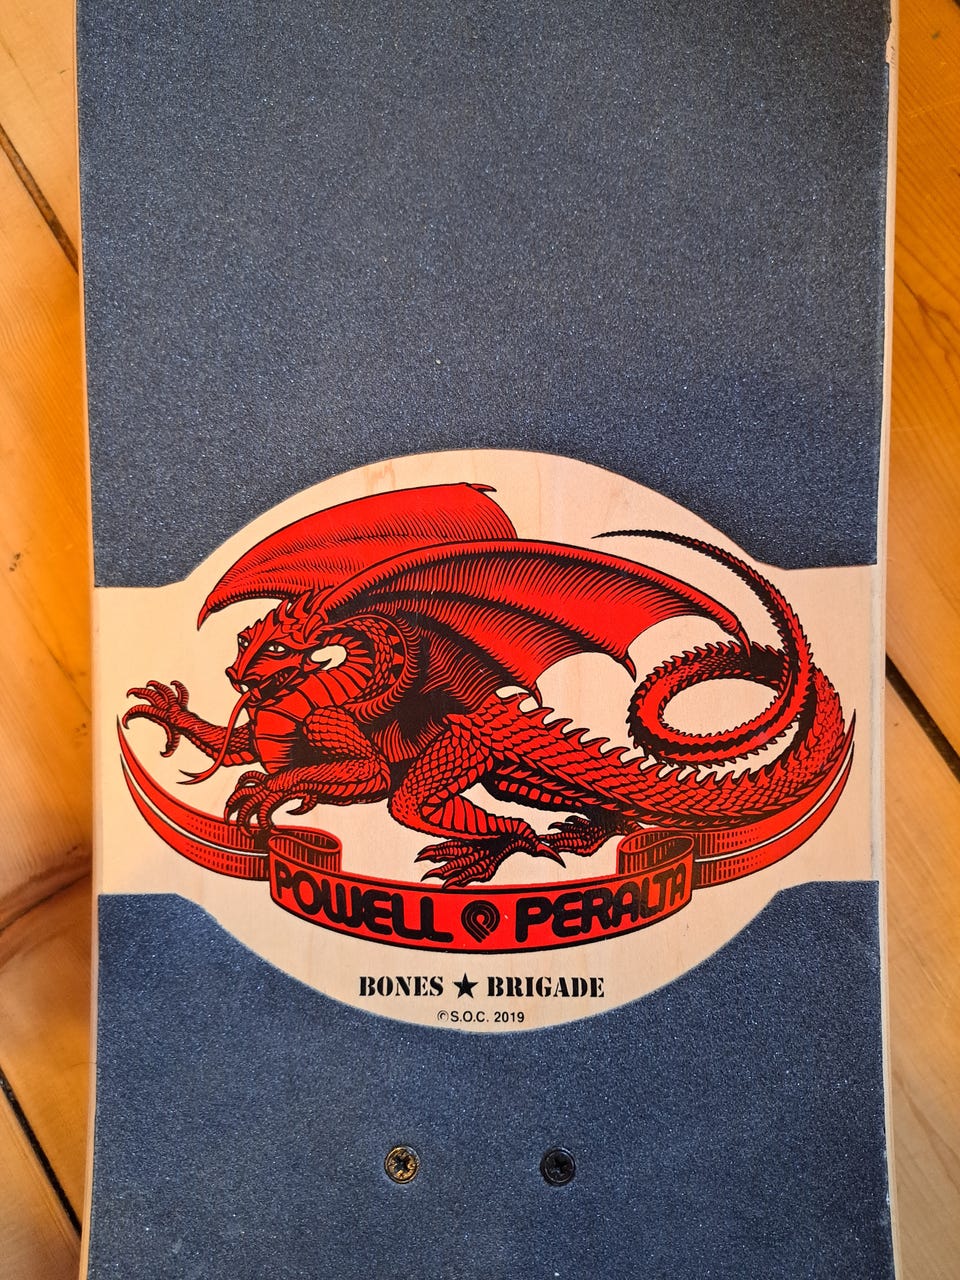 POWELL PERALTA
BONES ★ BRIGADE
©S.O.C. 2019